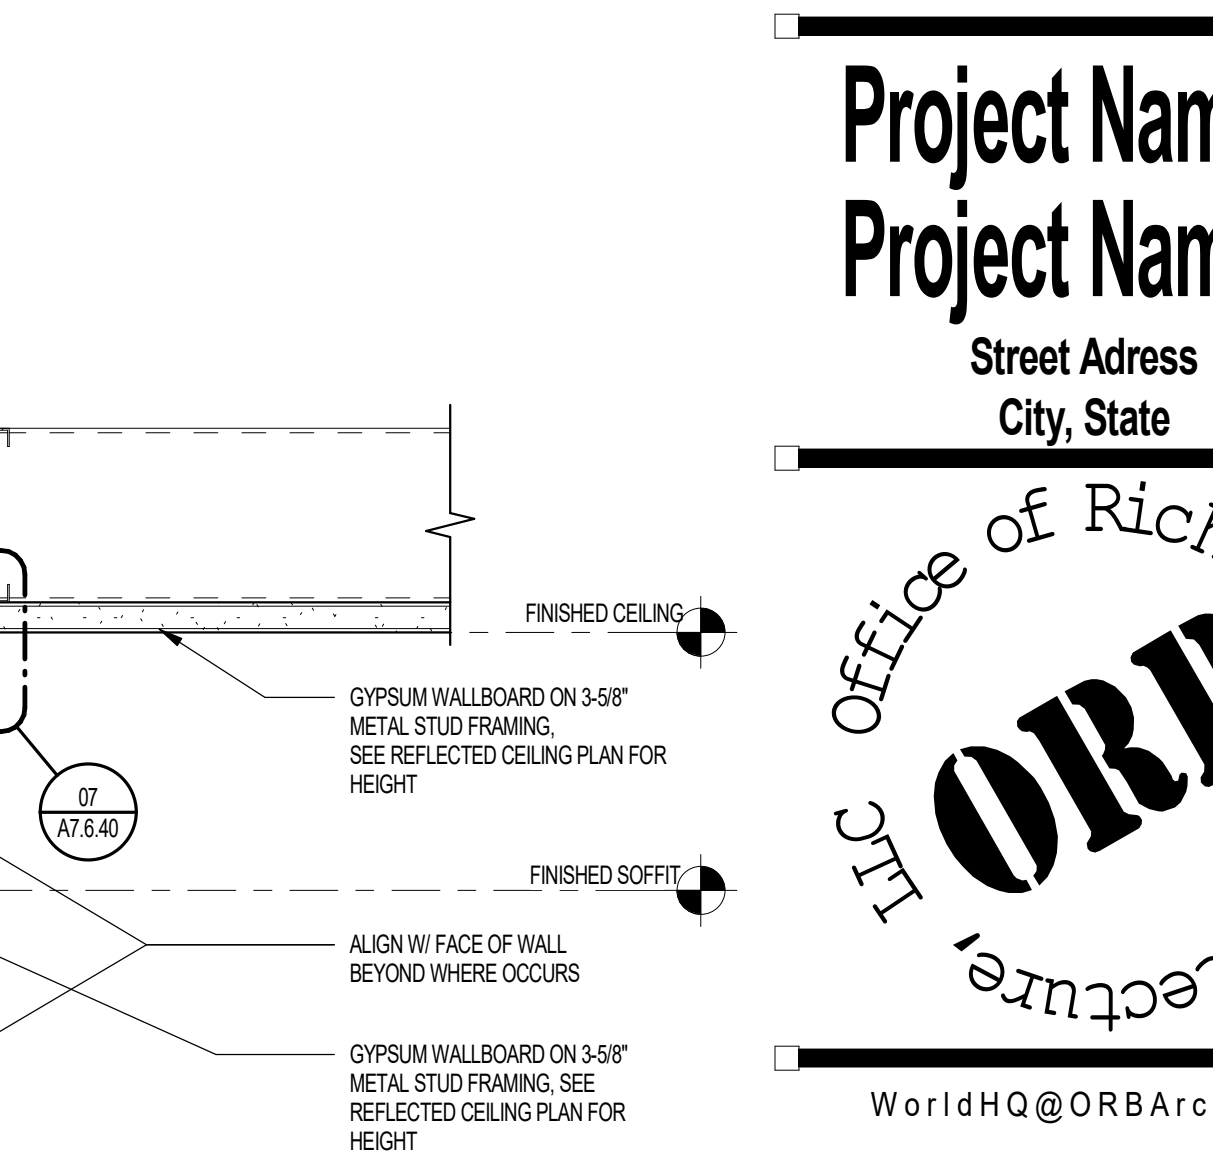 Project Nam
Project Nam
Street Adress
City, State
Office of Rich
ORB
ecture, LLC
WorldHQ@ORBArc
FINISHED CEILING
GYPSUM WALLBOARD ON 3-5/8"
METAL STUD FRAMING,
SEE REFLECTED CEILING PLAN FOR
HEIGHT
07
A7.6.40
FINISHED SOFFIT
ALIGN W/ FACE OF WALL
BEYOND WHERE OCCURS
GYPSUM WALLBOARD ON 3-5/8"
METAL STUD FRAMING, SEE
REFLECTED CEILING PLAN FOR
HEIGHT